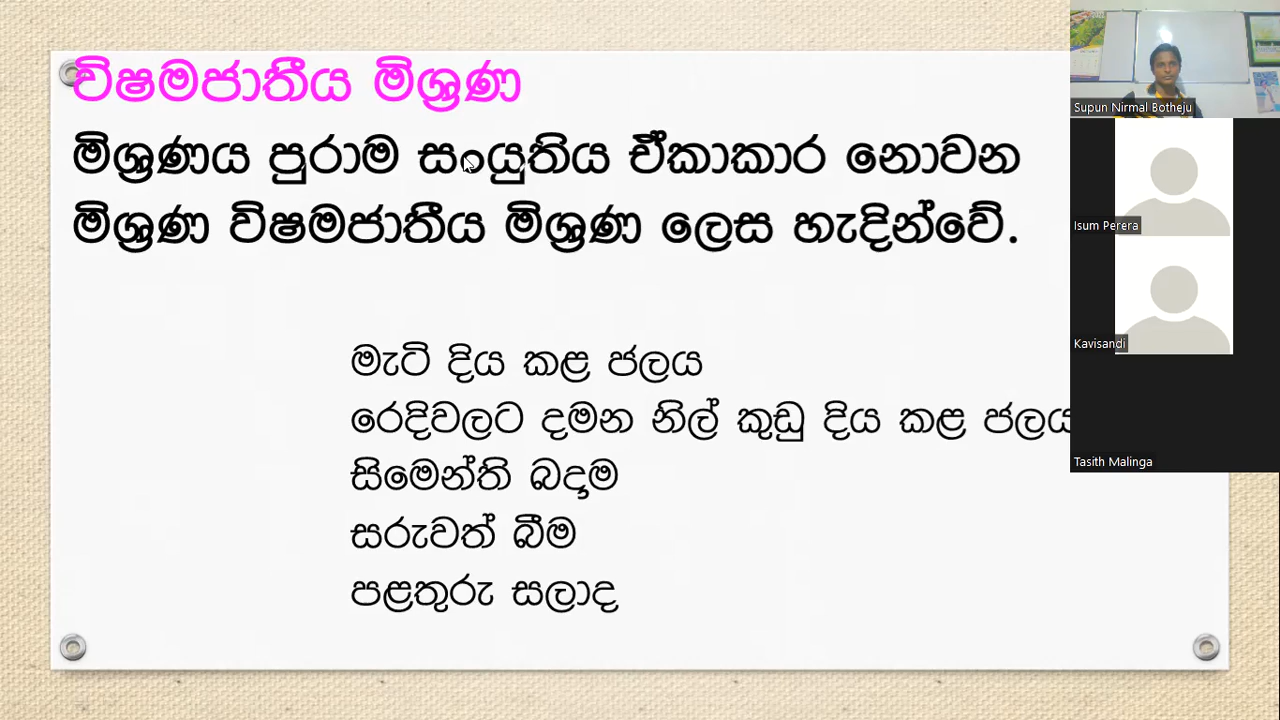 විෂමජාතීය මිශ්‍රණ
මිශ්‍රණය පුරාම සංයුතිය ඒකාකාර නොවන
මිශ්‍රණ විෂමජාතීය මිශ්‍රණ ලෙස හැදින්වේ.
මැටි දිය කළ ජලය
රෙදිවලට දමන නිල් කුඩු දිය කළ ජලය
සිමෙන්ති බදාම
සරුවත් බීම
පළතුරු සලාද
Supun Nirmal Botheju
Isum Perera
Kavisandi
Tasith Malinga